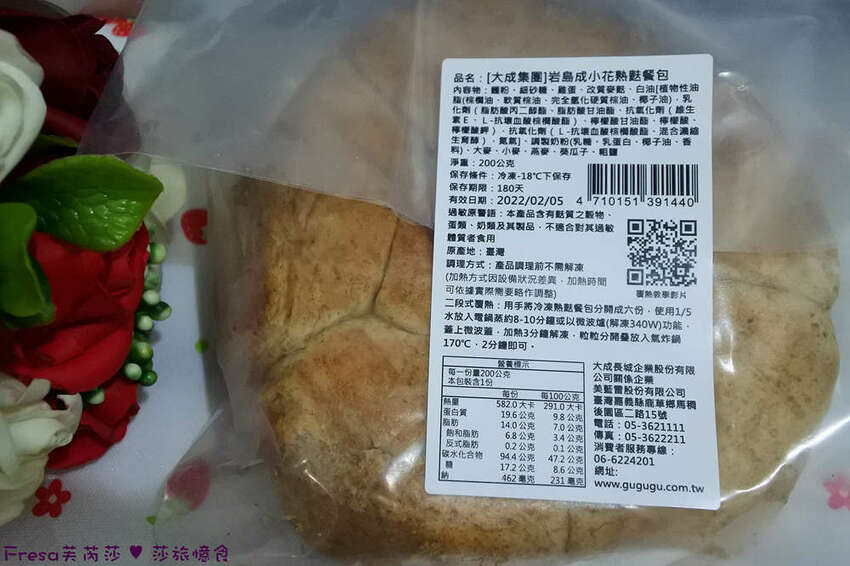 品名：[大成集團]岩島成小花熟麩餐包
內容物：麵粉、細砂糖、雞蛋、改質麥麩、白油[植物性油
脂(棕櫚油、軟質棕油、完全氫化硬質棕油、椰子油)、乳
化劑（脂肪酸丙二醇酯、脂肪酸甘油酯、抗氧化劑（維生
素E、L-抗壞血酸棕櫚酸酯)、檸檬酸甘油酯、檸檬酸、
檸檬酸鉀)、抗氧化劑（L-抗壞血酸棕櫚酸酯、混合濃縮
生育醇）、氮氣]、調製奶粉(乳糖、乳蛋白、椰子油、香
料)、大麥、小麥、燕麥、葵瓜子、粗鹽
淨重：200公克
保存條件：冷凍-18℃下保存
保存期限：180天
有效日期：2022/02/05
4 710151 391440
過敏原警語：本產品含有麩質之穀物、
蛋類、奶類及其製品，不適合對其過敏
體質者食用
原產地：臺灣
調理方式：產品調理前不需解凍
(加熱方式因設備狀況差異，加熱時間
可依據實際需要略作調整)
覆熱教學影片
二段式覆熱：用手將冷凍熟麩餐包分開成六份，使用1/5
水放入電鍋蒸約8-10分鐘或以微波爐(解凍340W)功能，
蓋上微波蓋，加熱3分鐘解凍，粒粒分開疊放入氣炸鍋
170℃、2分鐘即可。
營養標示
每一份量200公克
本包裝含1份
每份 每100公克
熱量 582.0 大卡 291.0 大卡
蛋白質 19.6 公克 9.8 公克
脂肪 14.0 公克 7.0 公克
飽和脂肪 6.8 公克 3.4 公克
反式脂肪 0.2 公克 0.1 公克
碳水化合物 94.4 公克 47.2 公克
糖 17.2 公克 8.6 公克
鈉 462 毫克 231 毫克
大成長城企業股份有限
公司關係企業
美藍雷股份有限公司
臺灣嘉義縣鹿草鄉馬稠
後園區二路15號
電話：05-3621111
傳真：05-3622211
消費者服務專線：
06-6224201
網址:
www.gugugu.com.tw
Fresa芙芮莎 ♥ 莎旅憶食